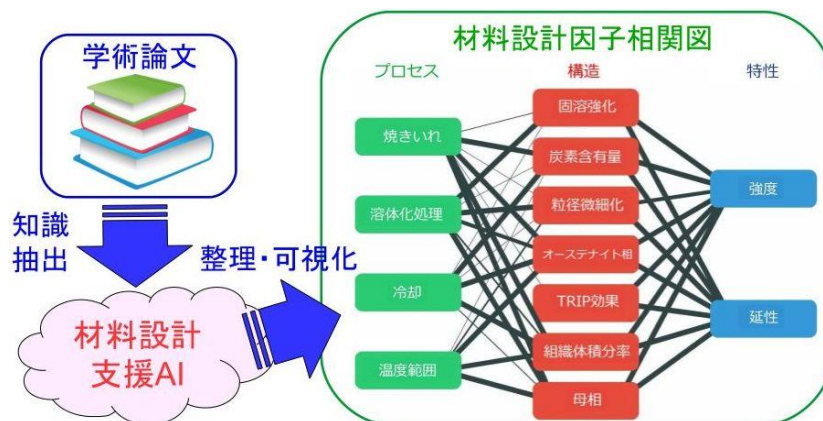 学術論文
知識
抽出
整理・可視化
材料設計
支援AI
材料設計因子相関図
プロセス
構造
特性
焼きいれ
溶体化処理
冷却
温度範囲
固溶強化
炭素含有量
粒径微細化
オーステナイト相
TRIP効果
組織体積分率
母相
強度
延性